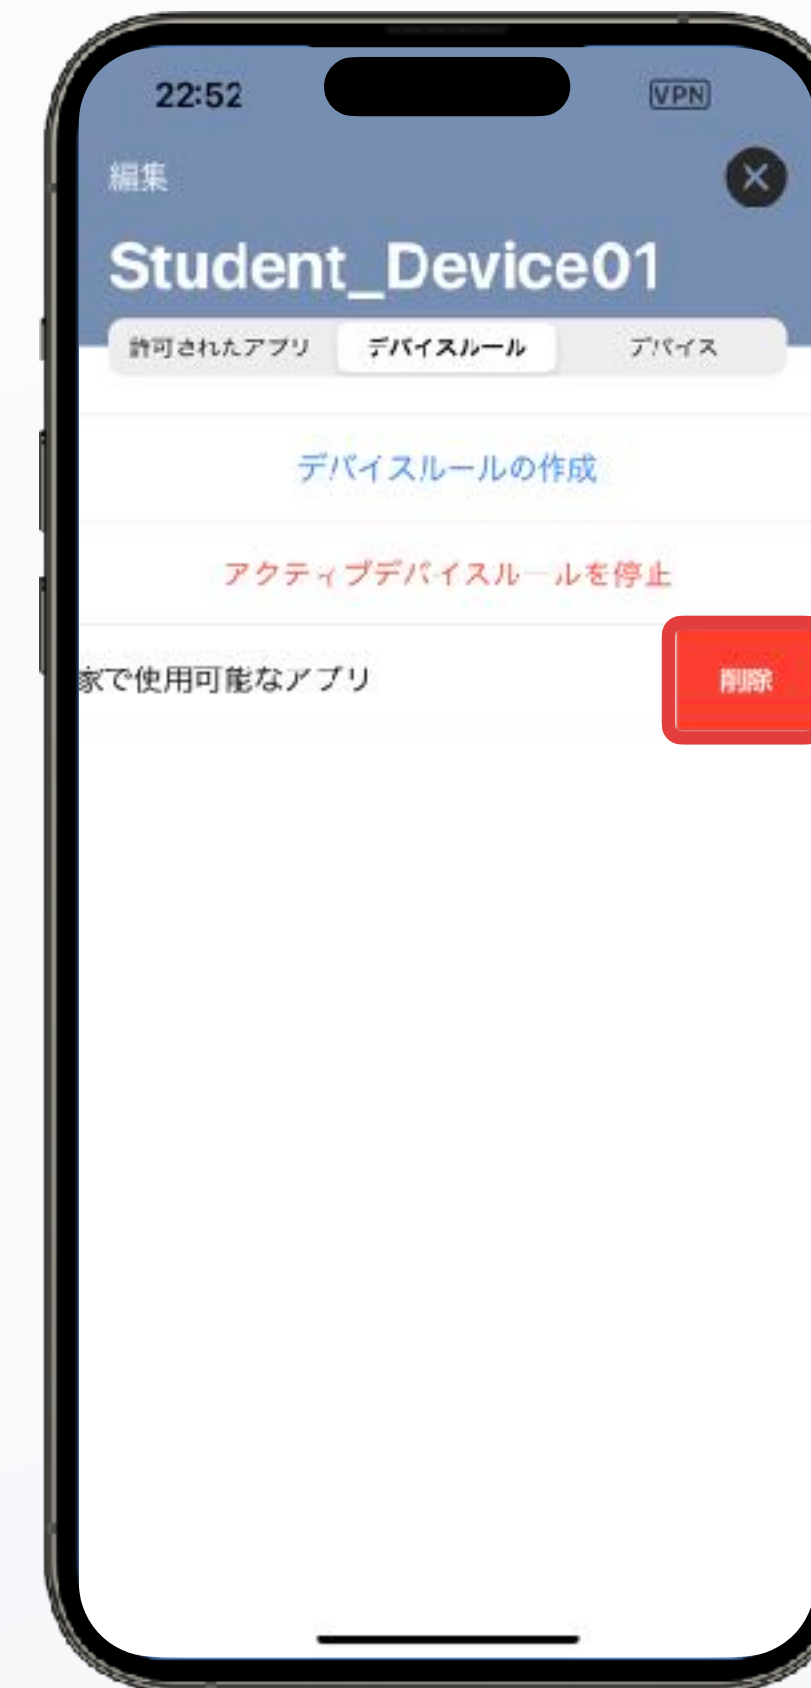 22:52 VPN
編集
Student_Device01
許可されたアプリ デバイスルール デバイス
デバイスルールの作成
アクティブデバイスルールを停止
家で使用可能なアプリ 削除